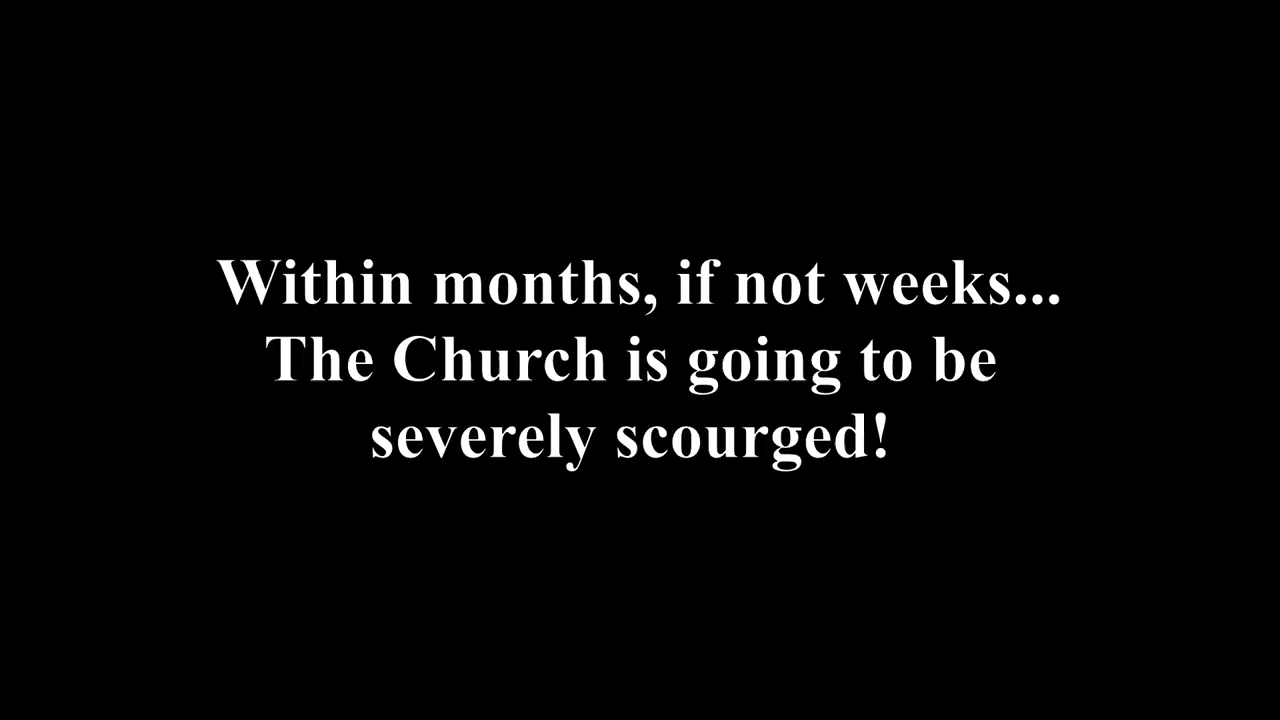 Within months, if not weeks...
The Church is going to be
severely scourged!